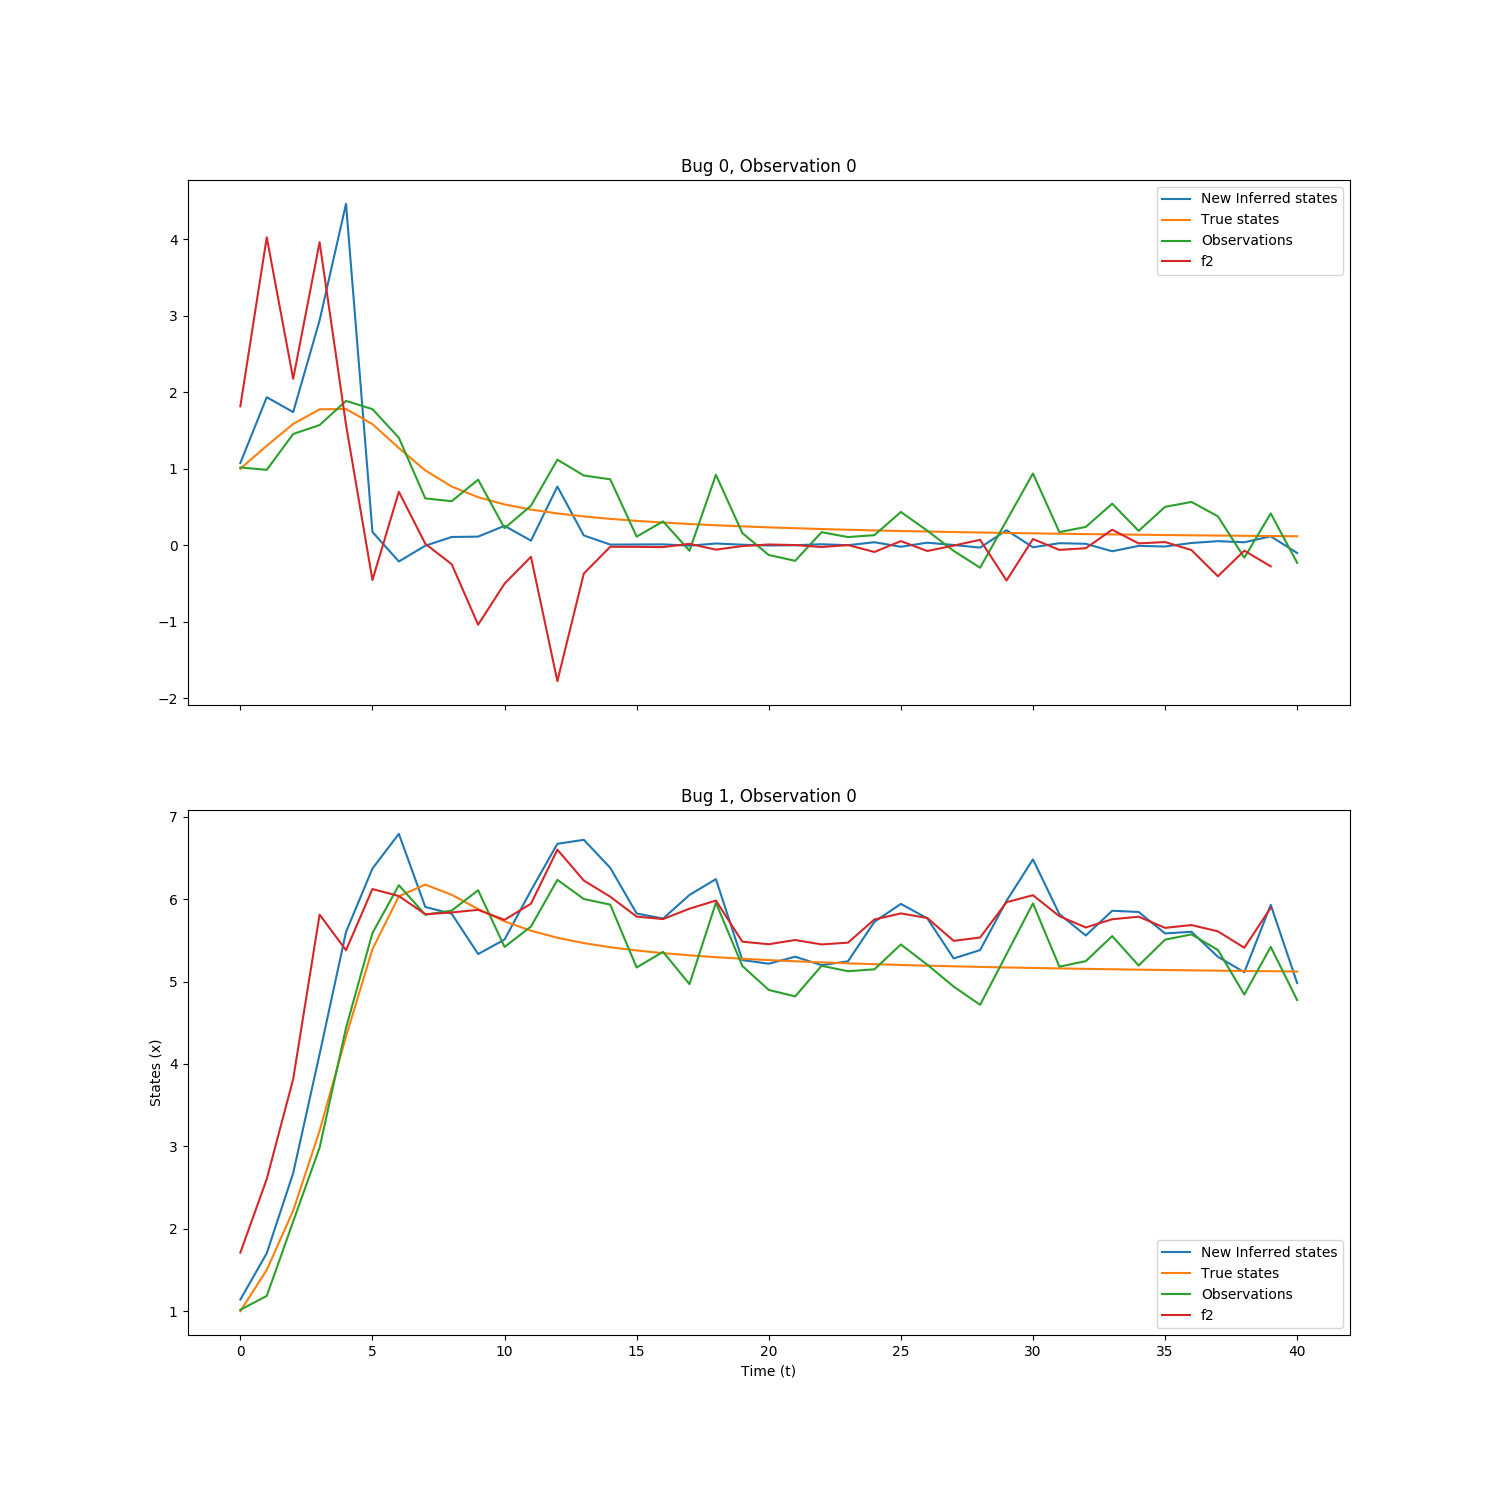 Bug 0, Observation 0
4
3
2
1
0
−1
−2
New Inferred states
True states
Observations
f2
Bug 1, Observation 0
7
6
5
4
3
2
1
States (x)
New Inferred states
True states
Observations
f2
0 5 10 15 20 25 30 35 40
Time (t)